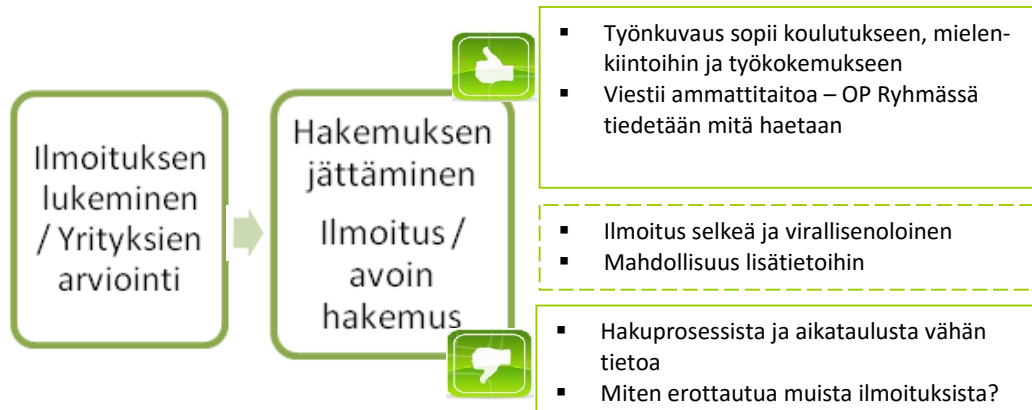 Ilmoituksen
lukeminen
/ Yrityksien
arviointi
Hakemuksen
jättäminen
Ilmoitus /
avoin
hakemus
▪ Työnkuvaus sopii koulutukseen, mielen-
kiintoihin ja työkokemukseen
▪ Viestii ammattitaitoa – OP Ryhmässä
tiedetään mitä haetaan
▪ Ilmoitus selkeä ja virallisenoloinen
▪ Mahdollisuus lisätietoihin
▪ Hakuprosessista ja aikataulusta vähän
tietoa
▪ Miten erottautua muista ilmoituksista?